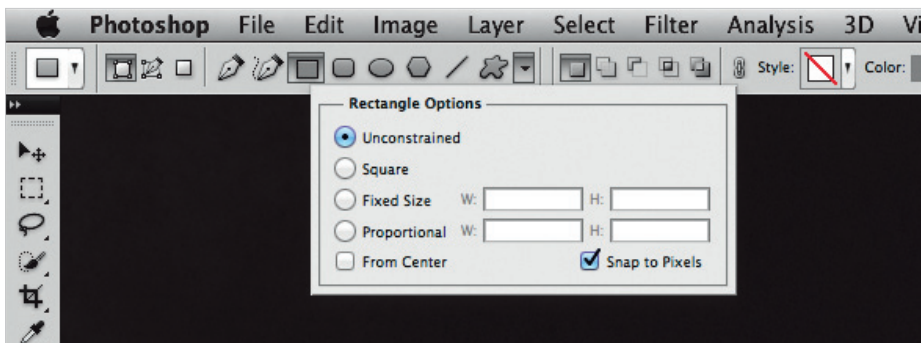 Photoshop File Edit Image Layer Select Filter Analysis 3D Vi
Style: Color:
Rectangle Options
Unconstrained
Square
Fixed Size W: H:
Proportional W: H:
From Center Snap to Pixels